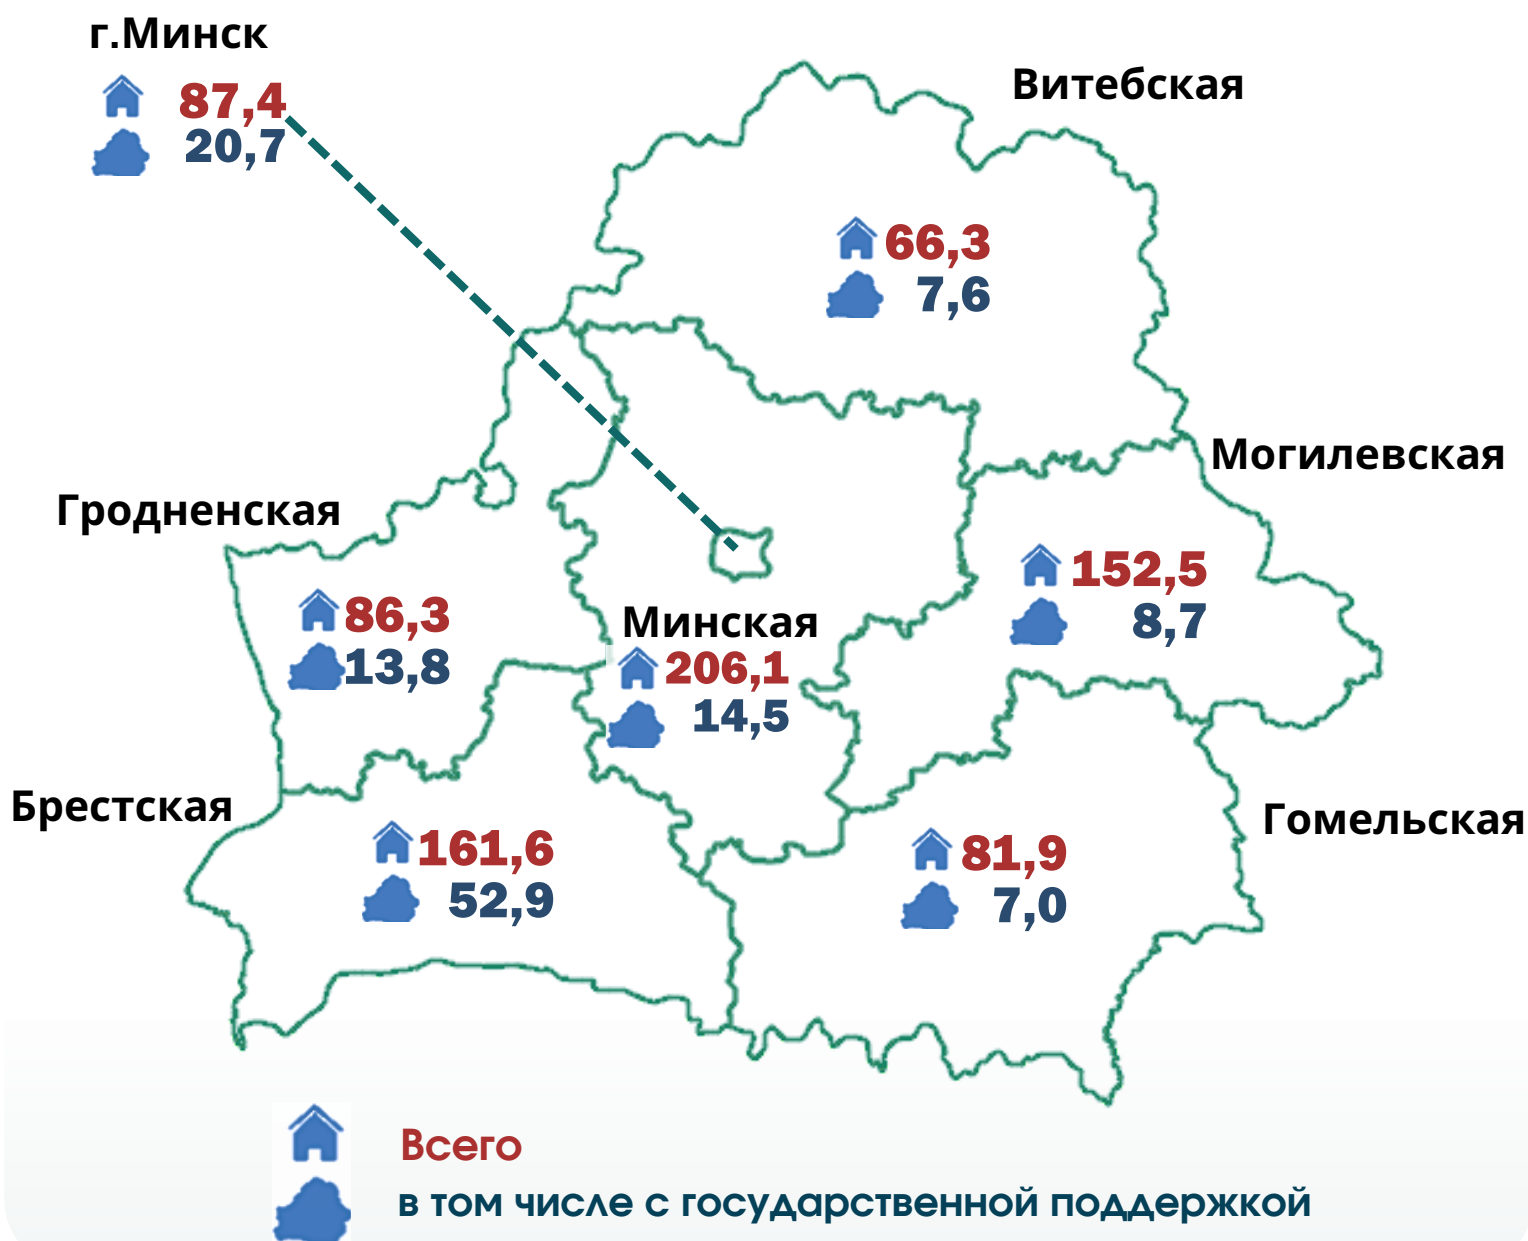 г.Минск
87,4
20,7
Витебская
66,3
7,6
Могилевская
152,5
8,7
Гродненская
86,3
13,8
Минская
206,1
14,5
Брестская
161,6
52,9
Гомельская
81,9
7,0
Всего
в том числе с государственной поддержкой